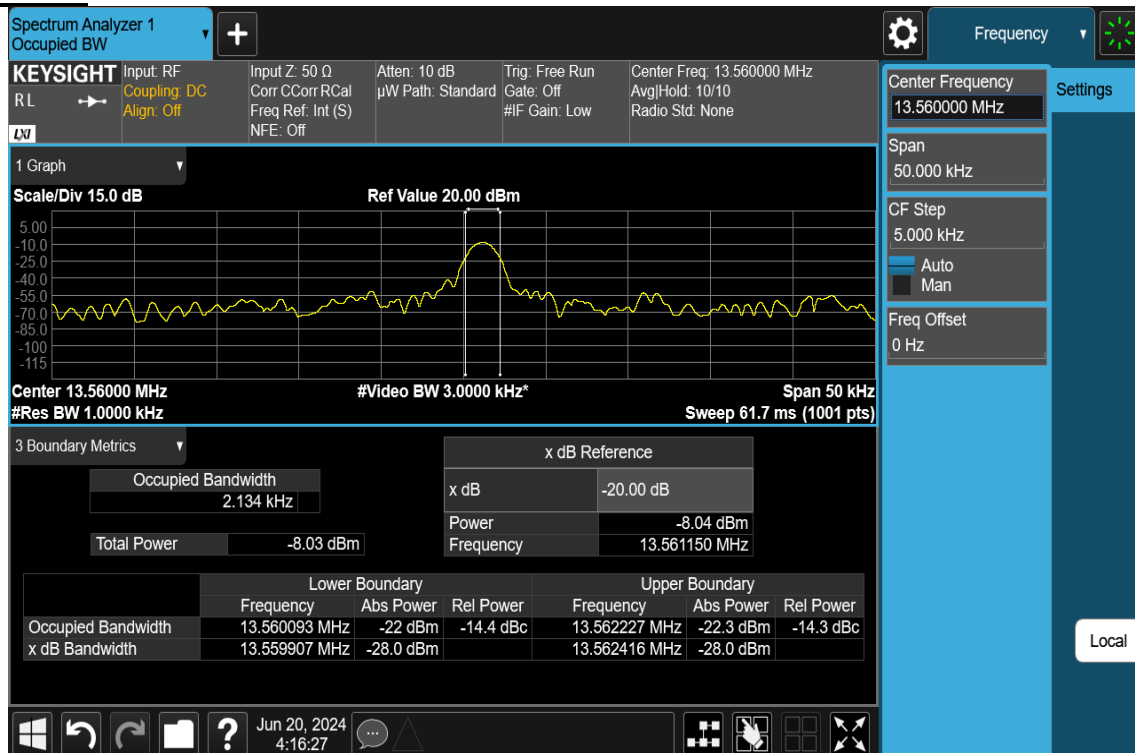 Spectrum Analyzer 1
Occupied BW
Frequency
KEYSIGHT
R L
LXI
Input: RF
Coupling: DC
Align: Off
Input Z: 50 Ω
Corr CCorr RCal
Freq Ref: Int (S)
NFE: Off
Atten: 10 dB
µW Path: Standard
Trig: Free Run
Gate: Off
#IF Gain: Low
Center Freq: 13.560000 MHz
Avg|Hold: 10/10
Radio Std: None
Center Frequency
13.560000 MHz
Settings
Span
50.000 kHz
CF Step
5.000 kHz
Auto
Man
Freq Offset
0 Hz
Local
1 Graph
Scale/Div 15.0 dB Ref Value 20.00 dBm
5.00
-10.0
-25.0
-40.0
-55.0
-70.0
-85.0
-100
-115
Center 13.56000 MHz #Video BW 3.0000 kHz* Span 50 kHz
#Res BW 1.0000 kHz Sweep 61.7 ms (1001 pts)
3 Boundary Metrics
Occupied Bandwidth
2.134 kHz
Total Power -8.03 dBm
x dB Reference
x dB -20.00 dB
Power -8.04 dBm
Frequency 13.561150 MHz
Lower Boundary Upper Boundary
Frequency Abs Power Rel Power Frequency Abs Power Rel Power
Occupied Bandwidth 13.560093 MHz -22 dBm -14.4 dBc 13.562227 MHz -22.3 dBm -14.3 dBc
x dB Bandwidth 13.559907 MHz -28.0 dBm 13.562416 MHz -28.0 dBm
?
Jun 20, 2024
4:16:27